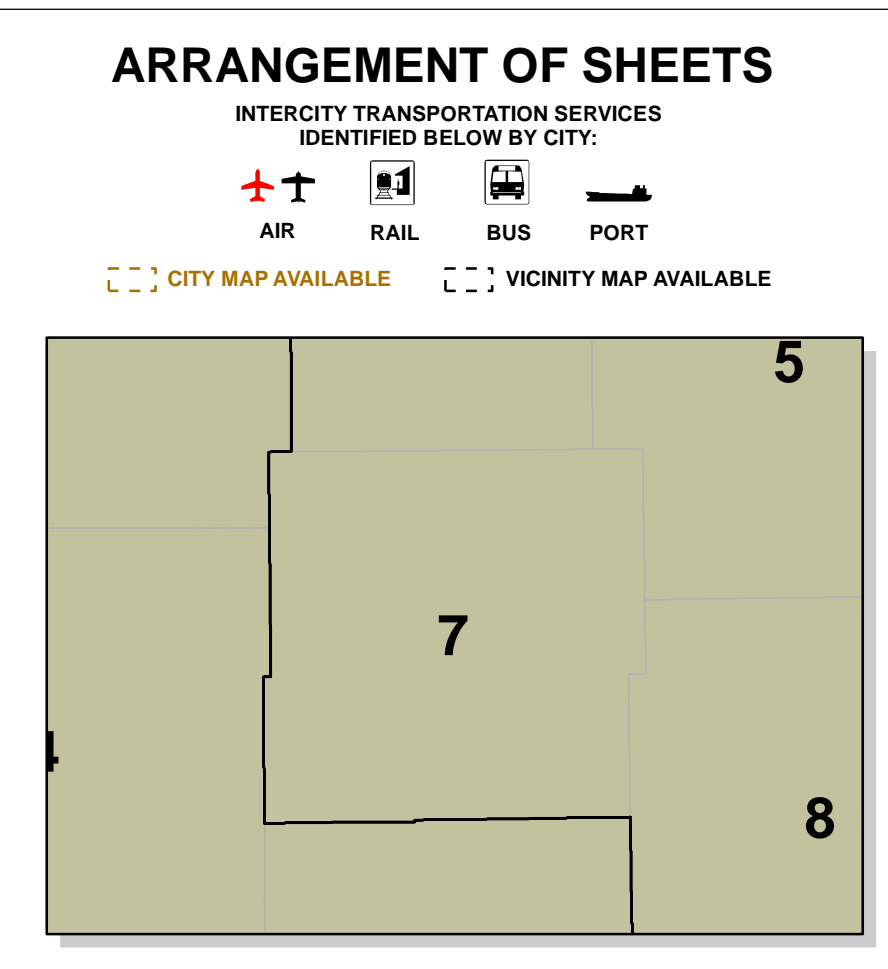 ARRANGEMENT OF SHEETS
INTERCITY TRANSPORTATION SERVICES
IDENTIFIED BELOW BY CITY:
AIR
RAIL
BUS
PORT
CITY MAP AVAILABLE
VICINITY MAP AVAILABLE
5
7
4
8